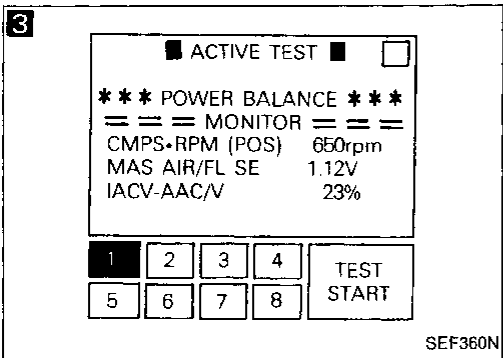 3
■ ACTIVE TEST ■
*** POWER BALANCE ***
= = = MONITOR = = =
CMPS•RPM (POS) 650rpm
MAS AIR/FL SE 1.12V
IACV-AAC/V 23%
1 2 3 4
TEST START
5 6 7 8
SEF360N